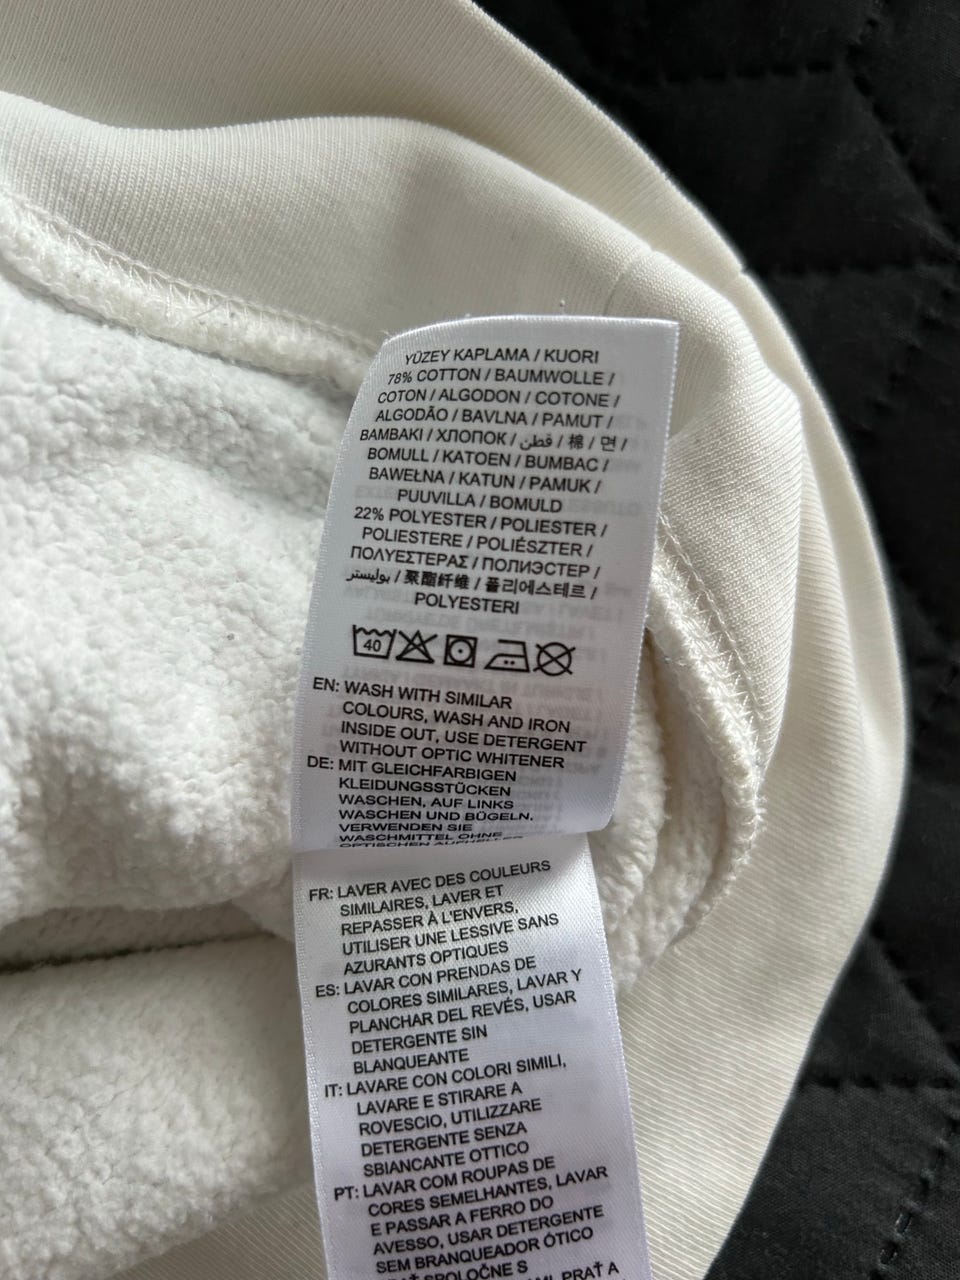 YÜZEY KAPLAMA / KUORI
78% COTTON / BAUMWOLLE /
COTON / ALGODON / COTONE /
ALGODÃO / BAVLNA / PAMUT /
BAMBAKI / ХЛОПОК / قطن / 棉 / 면 /
BOMULL / KATOEN / BUMBAC /
BAWEŁNA / KATUN / PAMUK /
PUUVILLA / BOMULD
22% POLYESTER / POLIESTER /
POLIESTERE / POLIÉSZTER /
ΠΟΛΥΕΣΤΕΡΑΣ / ПОЛИЭСТЕР /
بوليستر / 聚酯纤维 / 폴리에스테르 /
POLYESTERI
40
EN: WASH WITH SIMILAR
COLOURS, WASH AND IRON
INSIDE OUT, USE DETERGENT
WITHOUT OPTIC WHITENER
DE: MIT GLEICHFARBIGEN
KLEIDUNGSSTÜCKEN
WASCHEN, AUF LINKS
WASCHEN UND BÜGELN.
VERWENDEN SIE
WASCHMITTEL OHNE
OPTISCHEN AUFHELLER
FR: LAVER AVEC DES COULEURS
SIMILAIRES, LAVER ET
REPASSER À L'ENVERS,
UTILISER UNE LESSIVE SANS
AZURANTS OPTIQUES
ES: LAVAR CON PRENDAS DE
COLORES SIMILARES, LAVAR Y
PLANCHAR DEL REVÉS, USAR
DETERGENTE SIN
BLANQUEANTE
IT: LAVARE CON COLORI SIMILI,
LAVARE E STIRARE A
ROVESCIO, UTILIZZARE
DETERGENTE SENZA
SBIANCANTE OTTICO
PT: LAVAR COM ROUPAS DE
CORES SEMELHANTES, LAVAR
E PASSAR A FERRO DO
AVESSO, USAR DETERGENTE
SEM BRANQUEADOR ÓTICO
SPOLOČNE S PRAŤ A